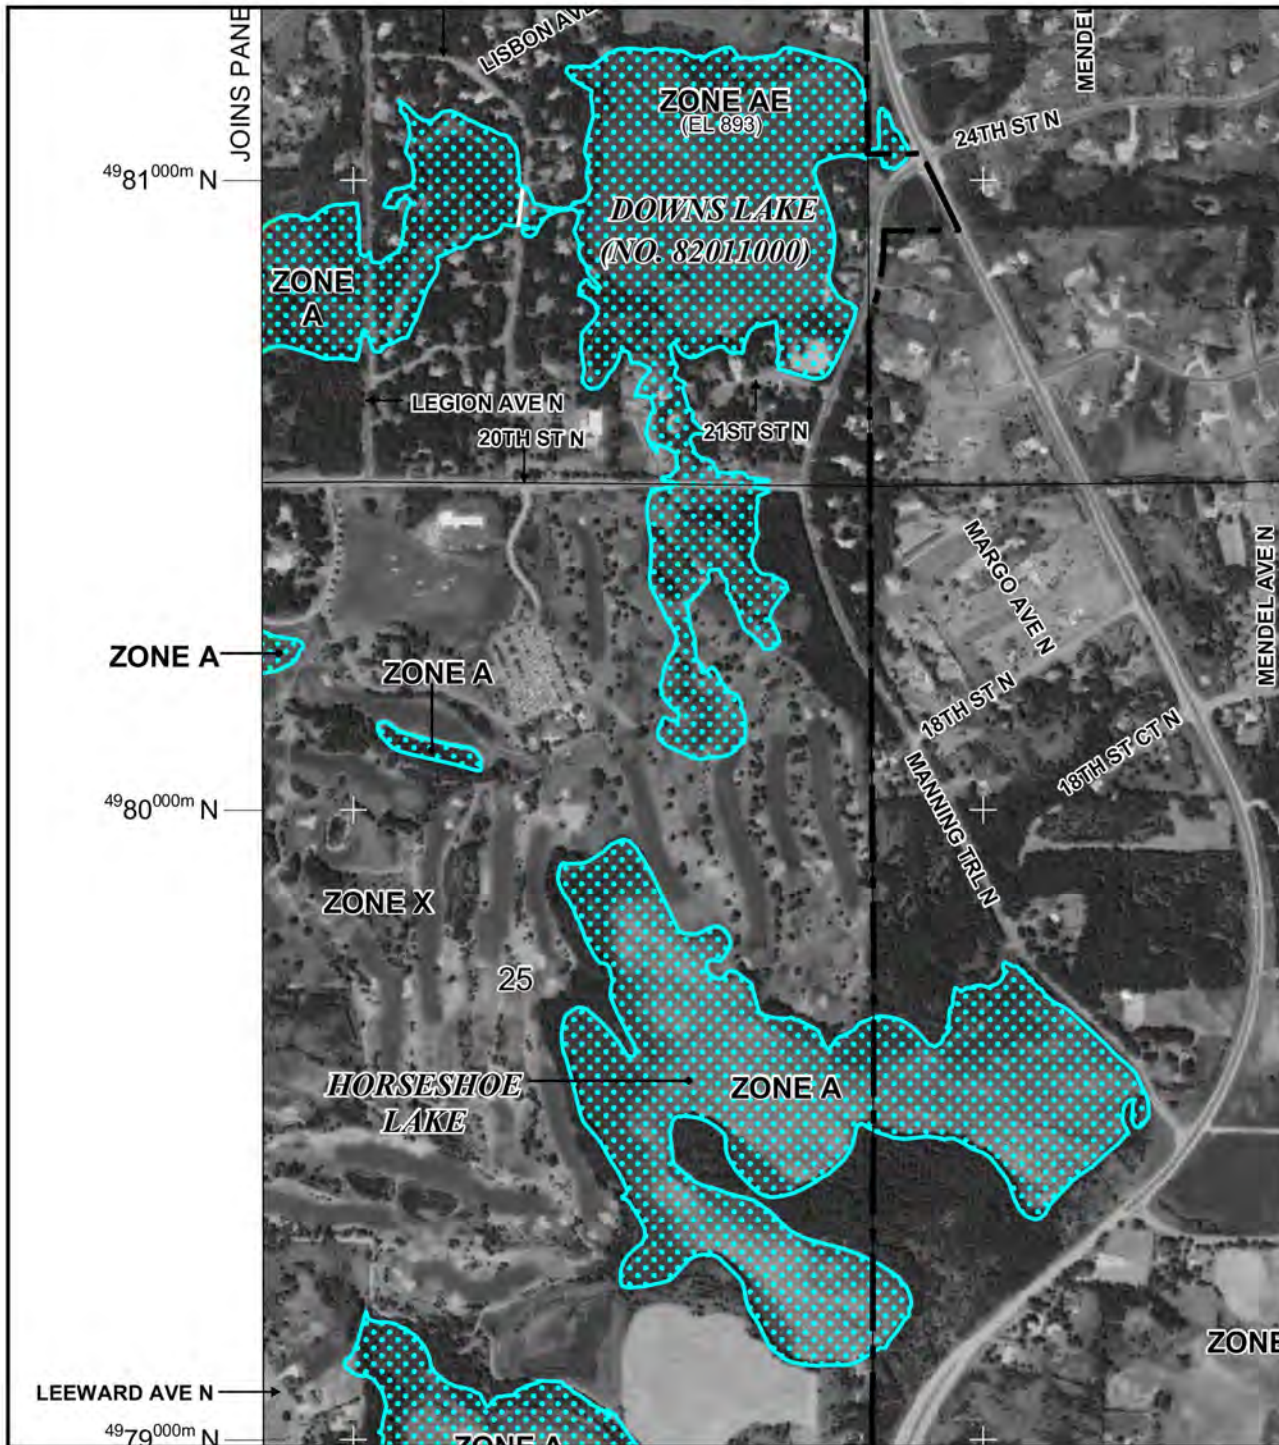 JOINS PANE
LISBON AVE
MENDEL
ZONE AE
(EL 893)
24TH ST N
4981000m N
DOWNS LAKE
(NO. 82011000)
ZONE
A
LEGION AVE N
20TH ST N
21ST ST N
MARGO AVE N
MENDEL AVE N
ZONE A
ZONE A
18TH ST N
18TH ST CT N
MANNING TRL N
4980000m N
ZONE X
25
HORSESHOE
LAKE
ZONE A
ZONE
LEEWARD AVE N
4979000m N
ZONE A